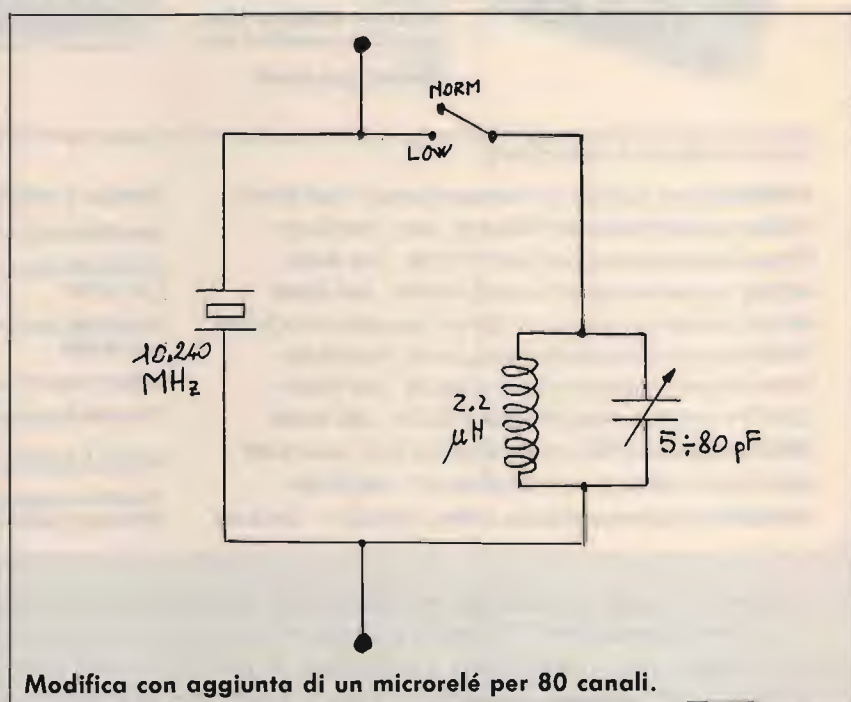 NORM
LOW
10.240
MHz
2.2
µH
5÷80 pF
Modifica con aggiunta di un microrelé per 80 canali.